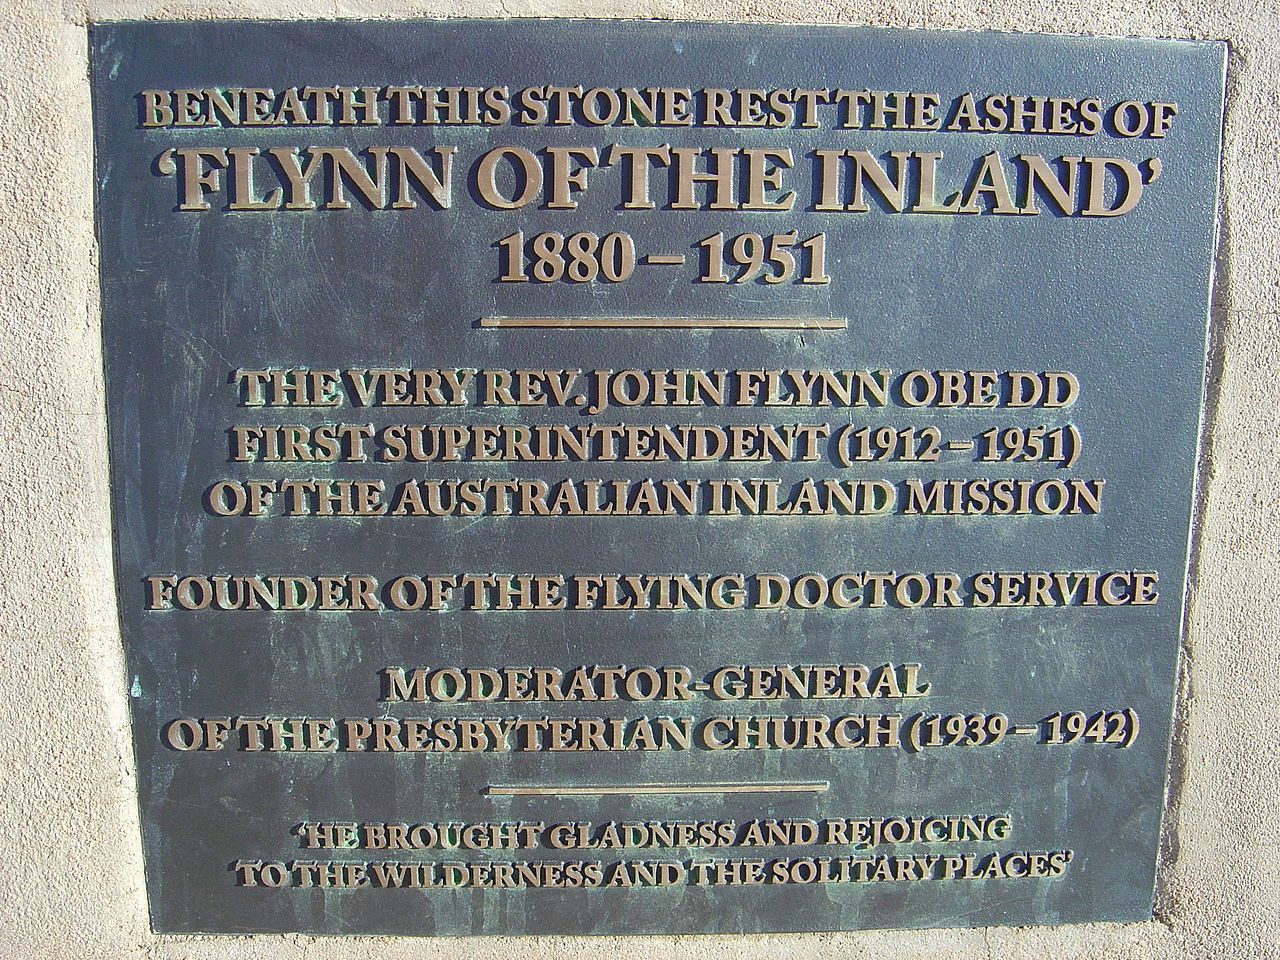 BENEATH THIS STONE REST THE ASHES OF
'FLYNN OF THE INLAND'
1880 – 1951
THE VERY REV. JOHN FLYNN OBE DD
FIRST SUPERINTENDENT (1912 – 1951)
OF THE AUSTRALIAN INLAND MISSION
FOUNDER OF THE FLYING DOCTOR SERVICE
MODERATOR-GENERAL
OF THE PRESBYTERIAN CHURCH (1939 – 1942)
'HE BROUGHT GLADNESS AND REJOICING
TO THE WILDERNESS AND THE SOLITARY PLACES'